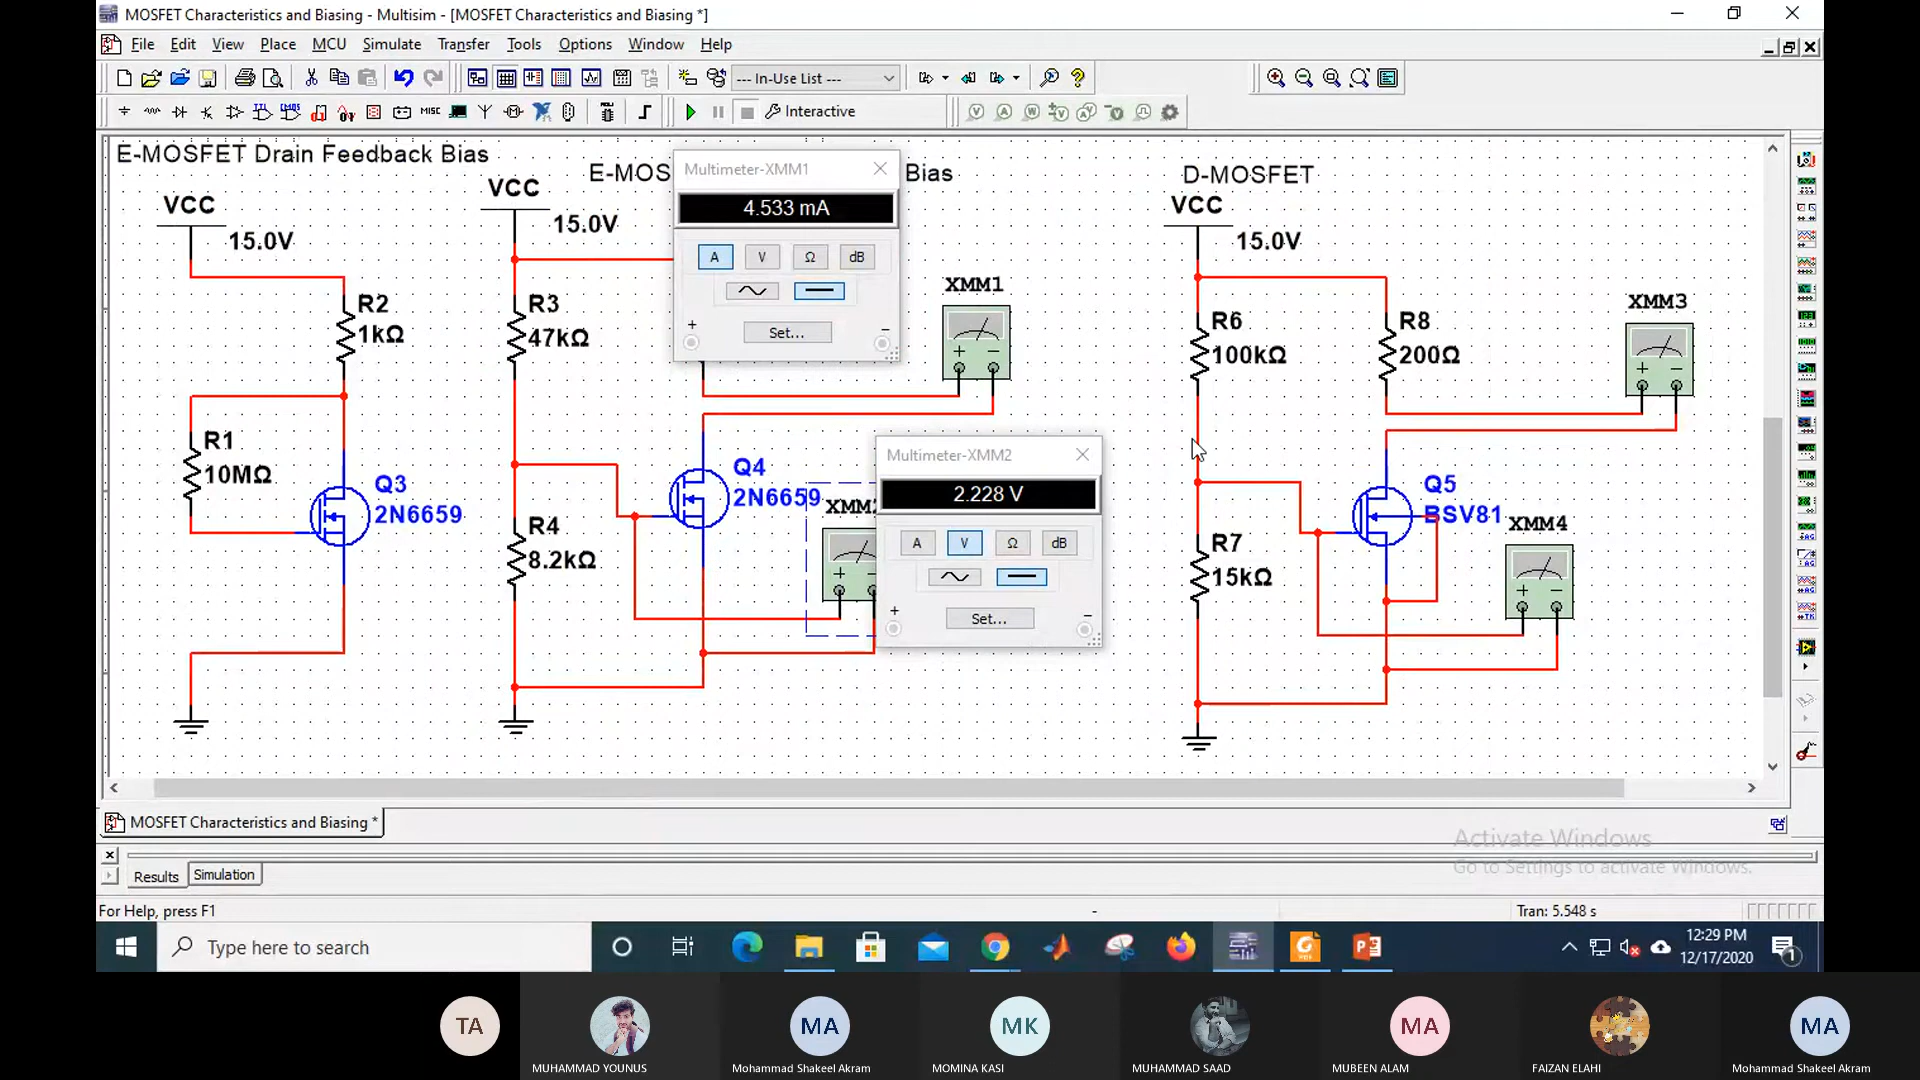 MOSFET Characteristics and Biasing - Multisim - [MOSFET Characteristics and Biasing *]
File Edit View Place MCU Simulate Transfer Tools Options Window Help
--- In-Use List ---
MISC
Interactive
E-MOSFET Drain Feedback Bias
E-MOS
Bias
D-MOSFET
VCC
15.0V
R2
1kΩ
R1
10MΩ
Q3
2N6659
VCC
15.0V
R3
47kΩ
R4
8.2kΩ
Q4
2N6659
XMM1
+ −
XMM2
+
Multimeter-XMM1
4.533 mA
A V Ω dB
+ −
Set...
Multimeter-XMM2
2.228 V
A V Ω dB
+ −
Set...
VCC
15.0V
R6
100kΩ
R8
200Ω
R7
15kΩ
Q5
BSV81
XMM3
+ −
XMM4
+ −
MOSFET Characteristics and Biasing *
Activate Windows
Go to Settings to activate Windows.
Results Simulation
For Help, press F1
-
Tran: 5.548 s
Type here to search
12:29 PM
12/17/2020
1
TA
MA
MK
MA
MA
MUHAMMAD YOUNUS
Mohammad Shakeel Akram
MOMINA KASI
MUHAMMAD SAAD
MUBEEN ALAM
FAIZAN ELAHI
Mohammad Shakeel Akram